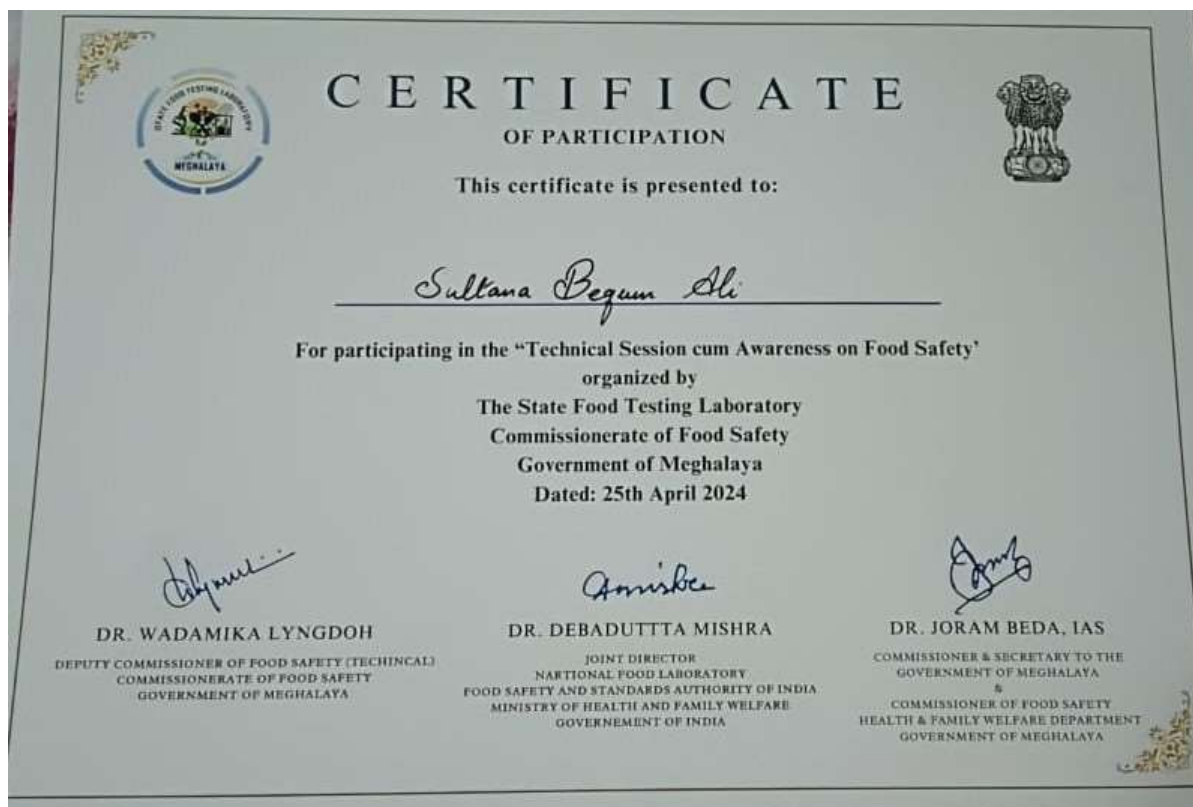 STATE FOOD TESTING LABORATORY
MEGHALAYA
CERTIFICATE
OF PARTICIPATION
This certificate is presented to:
Sultana Begum Ali
For participating in the “Technical Session cum Awareness on Food Safety’
organized by
The State Food Testing Laboratory
Commissionerate of Food Safety
Government of Meghalaya
Dated: 25th April 2024
DR. WADAMIKA LYNGDOH
DEPUTY COMMISSIONER OF FOOD SAFETY (TECHINCAL)
COMMISSIONERATE OF FOOD SAFETY
GOVERNMENT OF MEGHALAYA
DR. DEBADUTTTA MISHRA
JOINT DIRECTOR
NARTIONAL FOOD LABORATORY
FOOD SAFETY AND STANDARDS AUTHORITY OF INDIA
MINISTRY OF HEALTH AND FAMILY WELFARE
GOVERNEMENT OF INDIA
DR. JORAM BEDA, IAS
COMMISSIONER & SECRETARY TO THE
GOVERNMENT OF MEGHALAYA
&
COMMISSIONER OF FOOD SAFETY
HEALTH & FAMILY WELFARE DEPARTMENT
GOVERNMENT OF MEGHALAYA